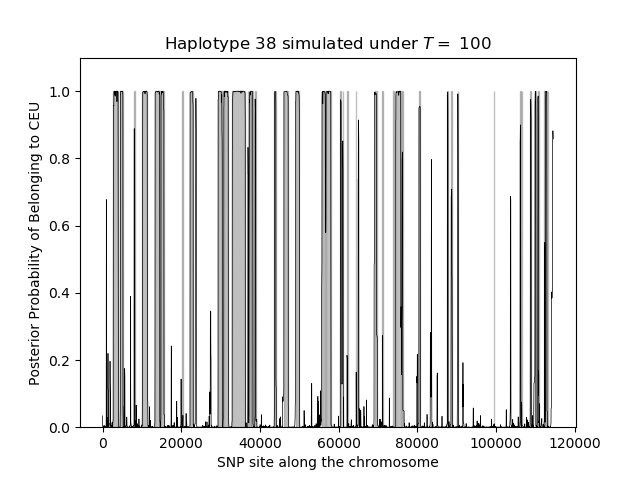 Haplotype 38 simulated under T = 100
Posterior Probability of Belonging to CEU
1.0
0.8
0.6
0.4
0.2
0.0
0 20000 40000 60000 80000 100000 120000
SNP site along the chromosome